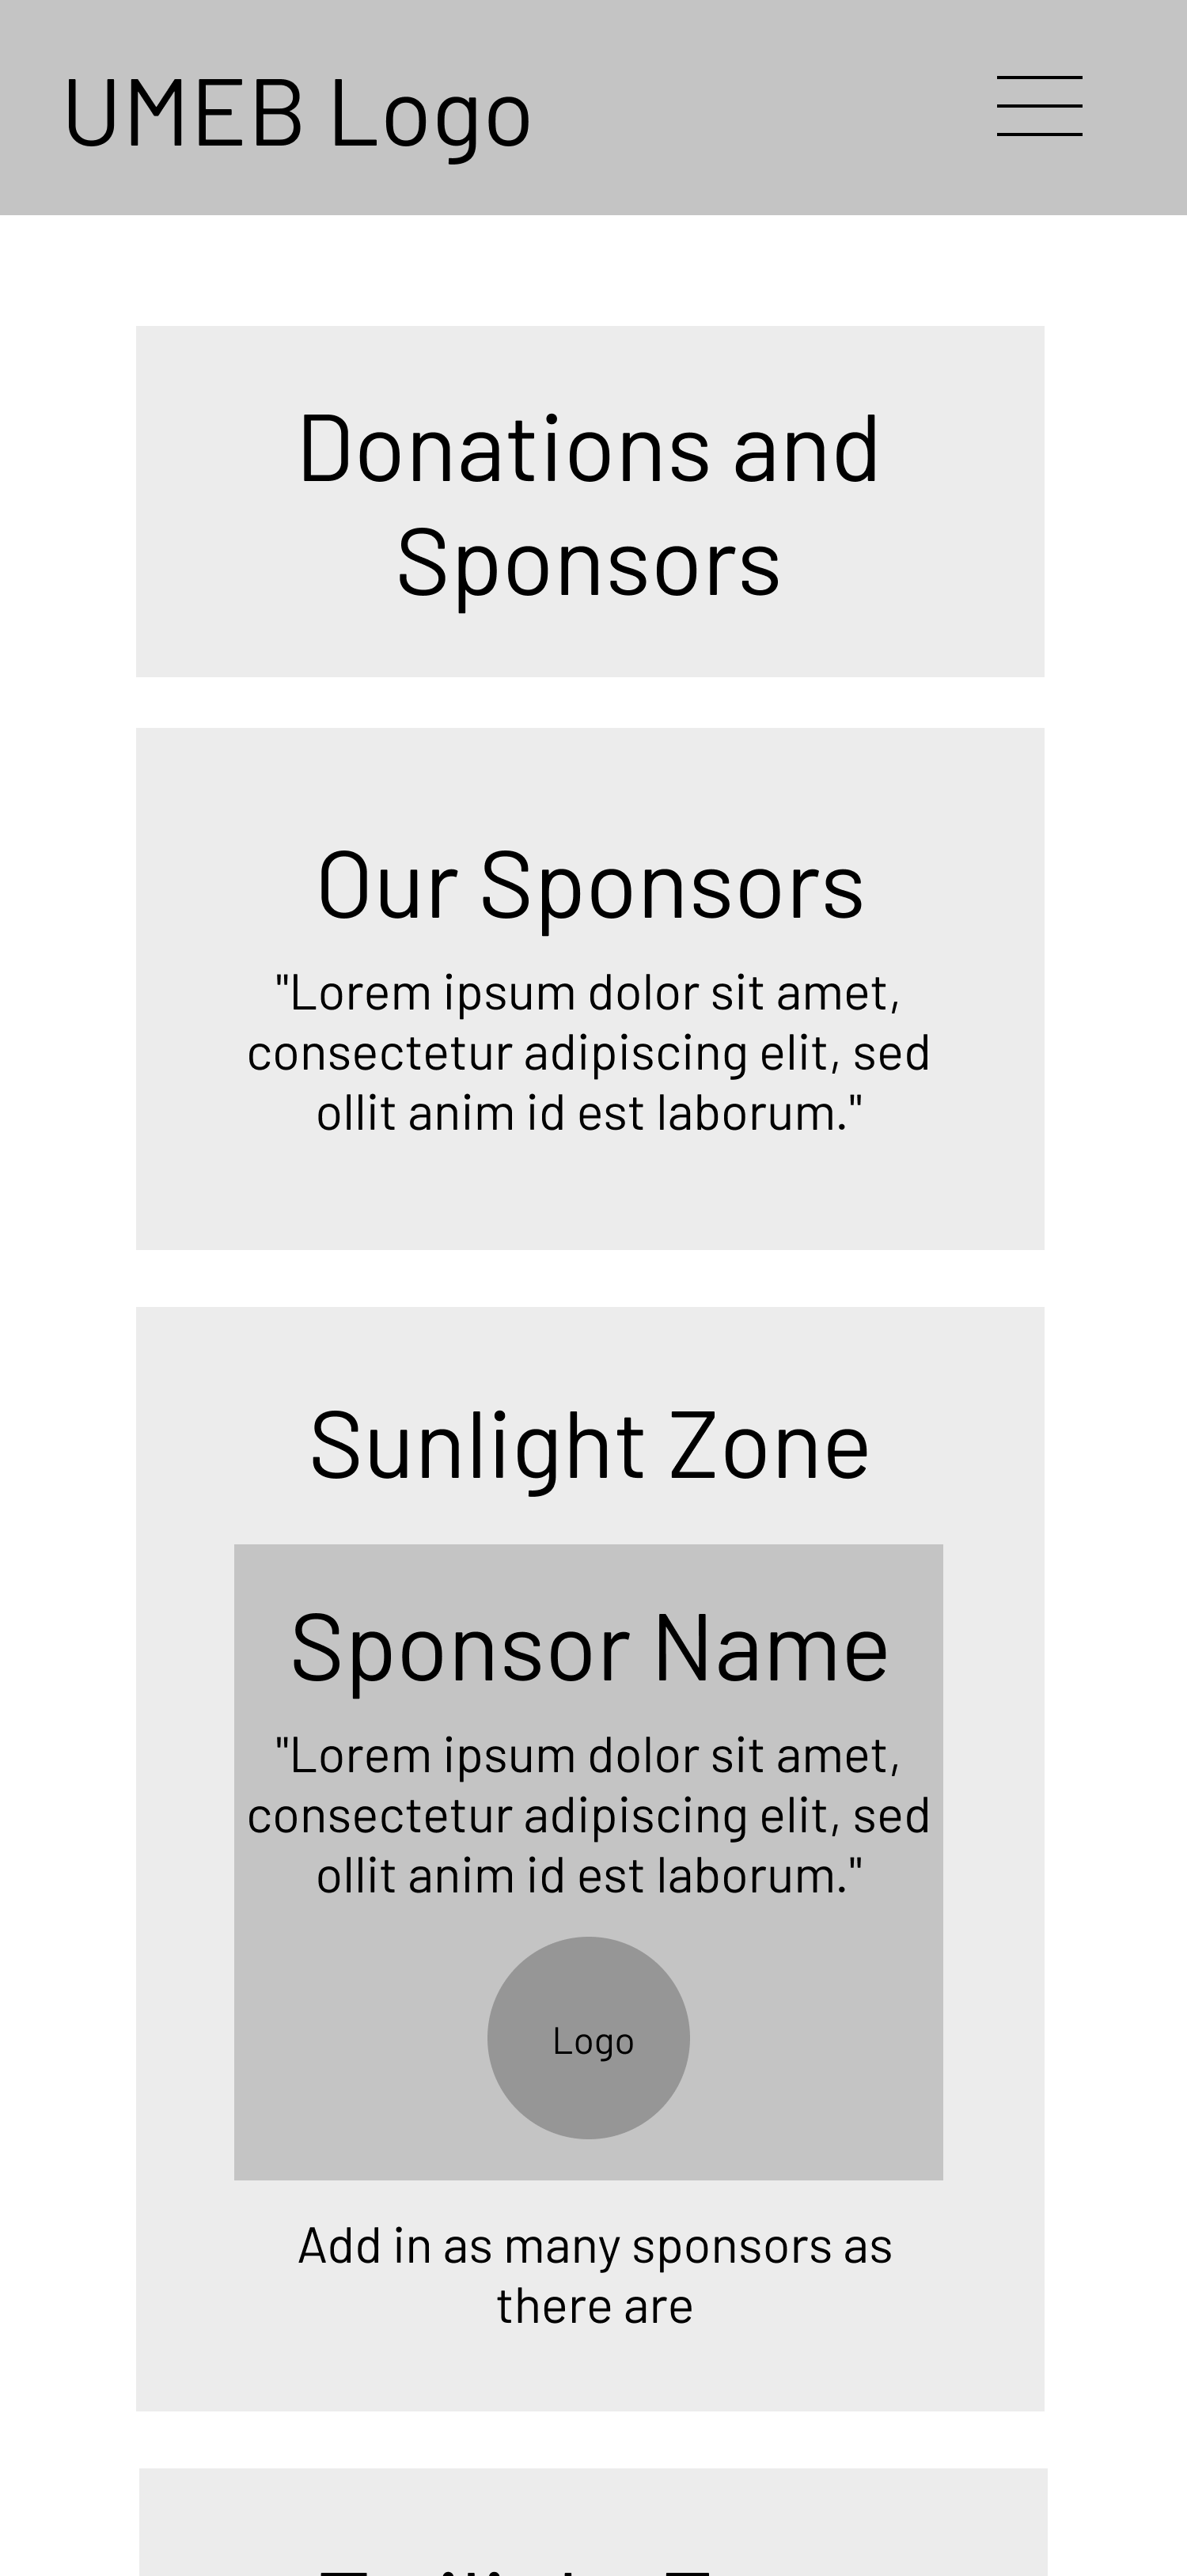 UMEB Logo
Donations and
Sponsors
Our Sponsors
"Lorem ipsum dolor sit amet,
consectetur adipiscing elit, sed
ollit anim id est laborum."
Sunlight Zone
Sponsor Name
"Lorem ipsum dolor sit amet,
consectetur adipiscing elit, sed
ollit anim id est laborum."
Logo
Add in as many sponsors as
there are